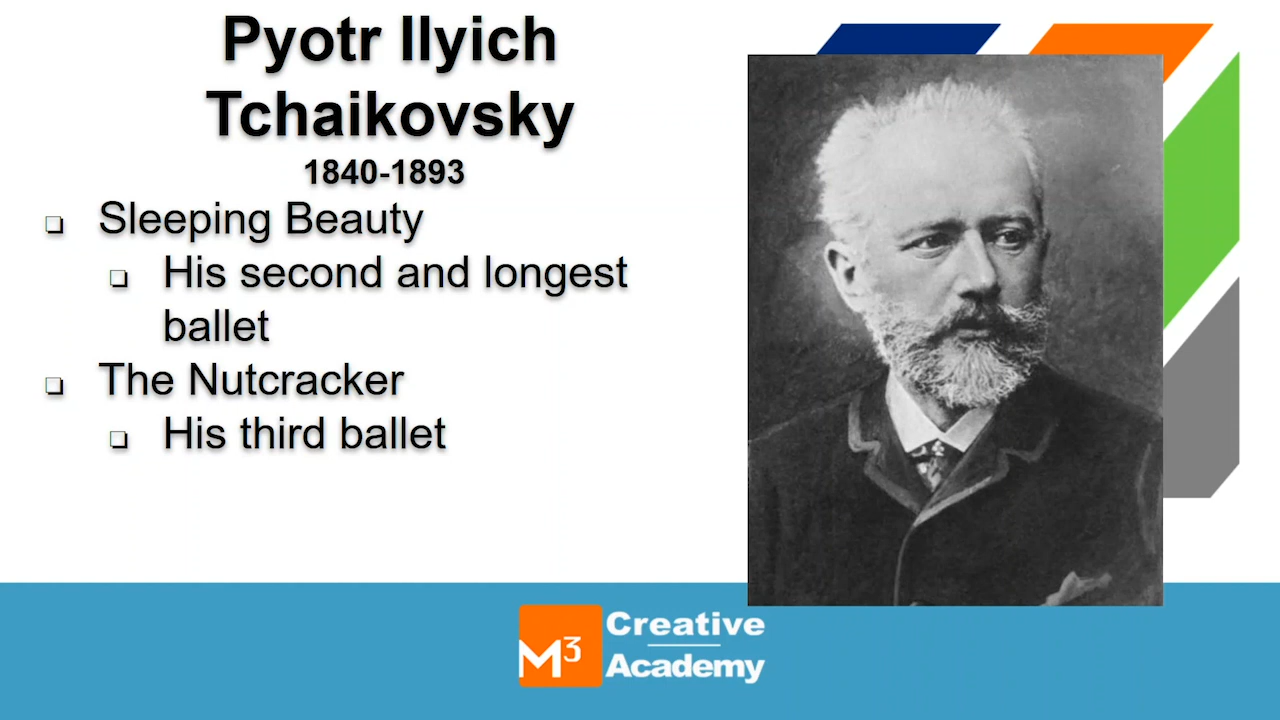 Pyotr Ilyich
Tchaikovsky
1840-1893
❏ Sleeping Beauty
❏ His second and longest
ballet
❏ The Nutcracker
❏ His third ballet
M³ Creative
Academy